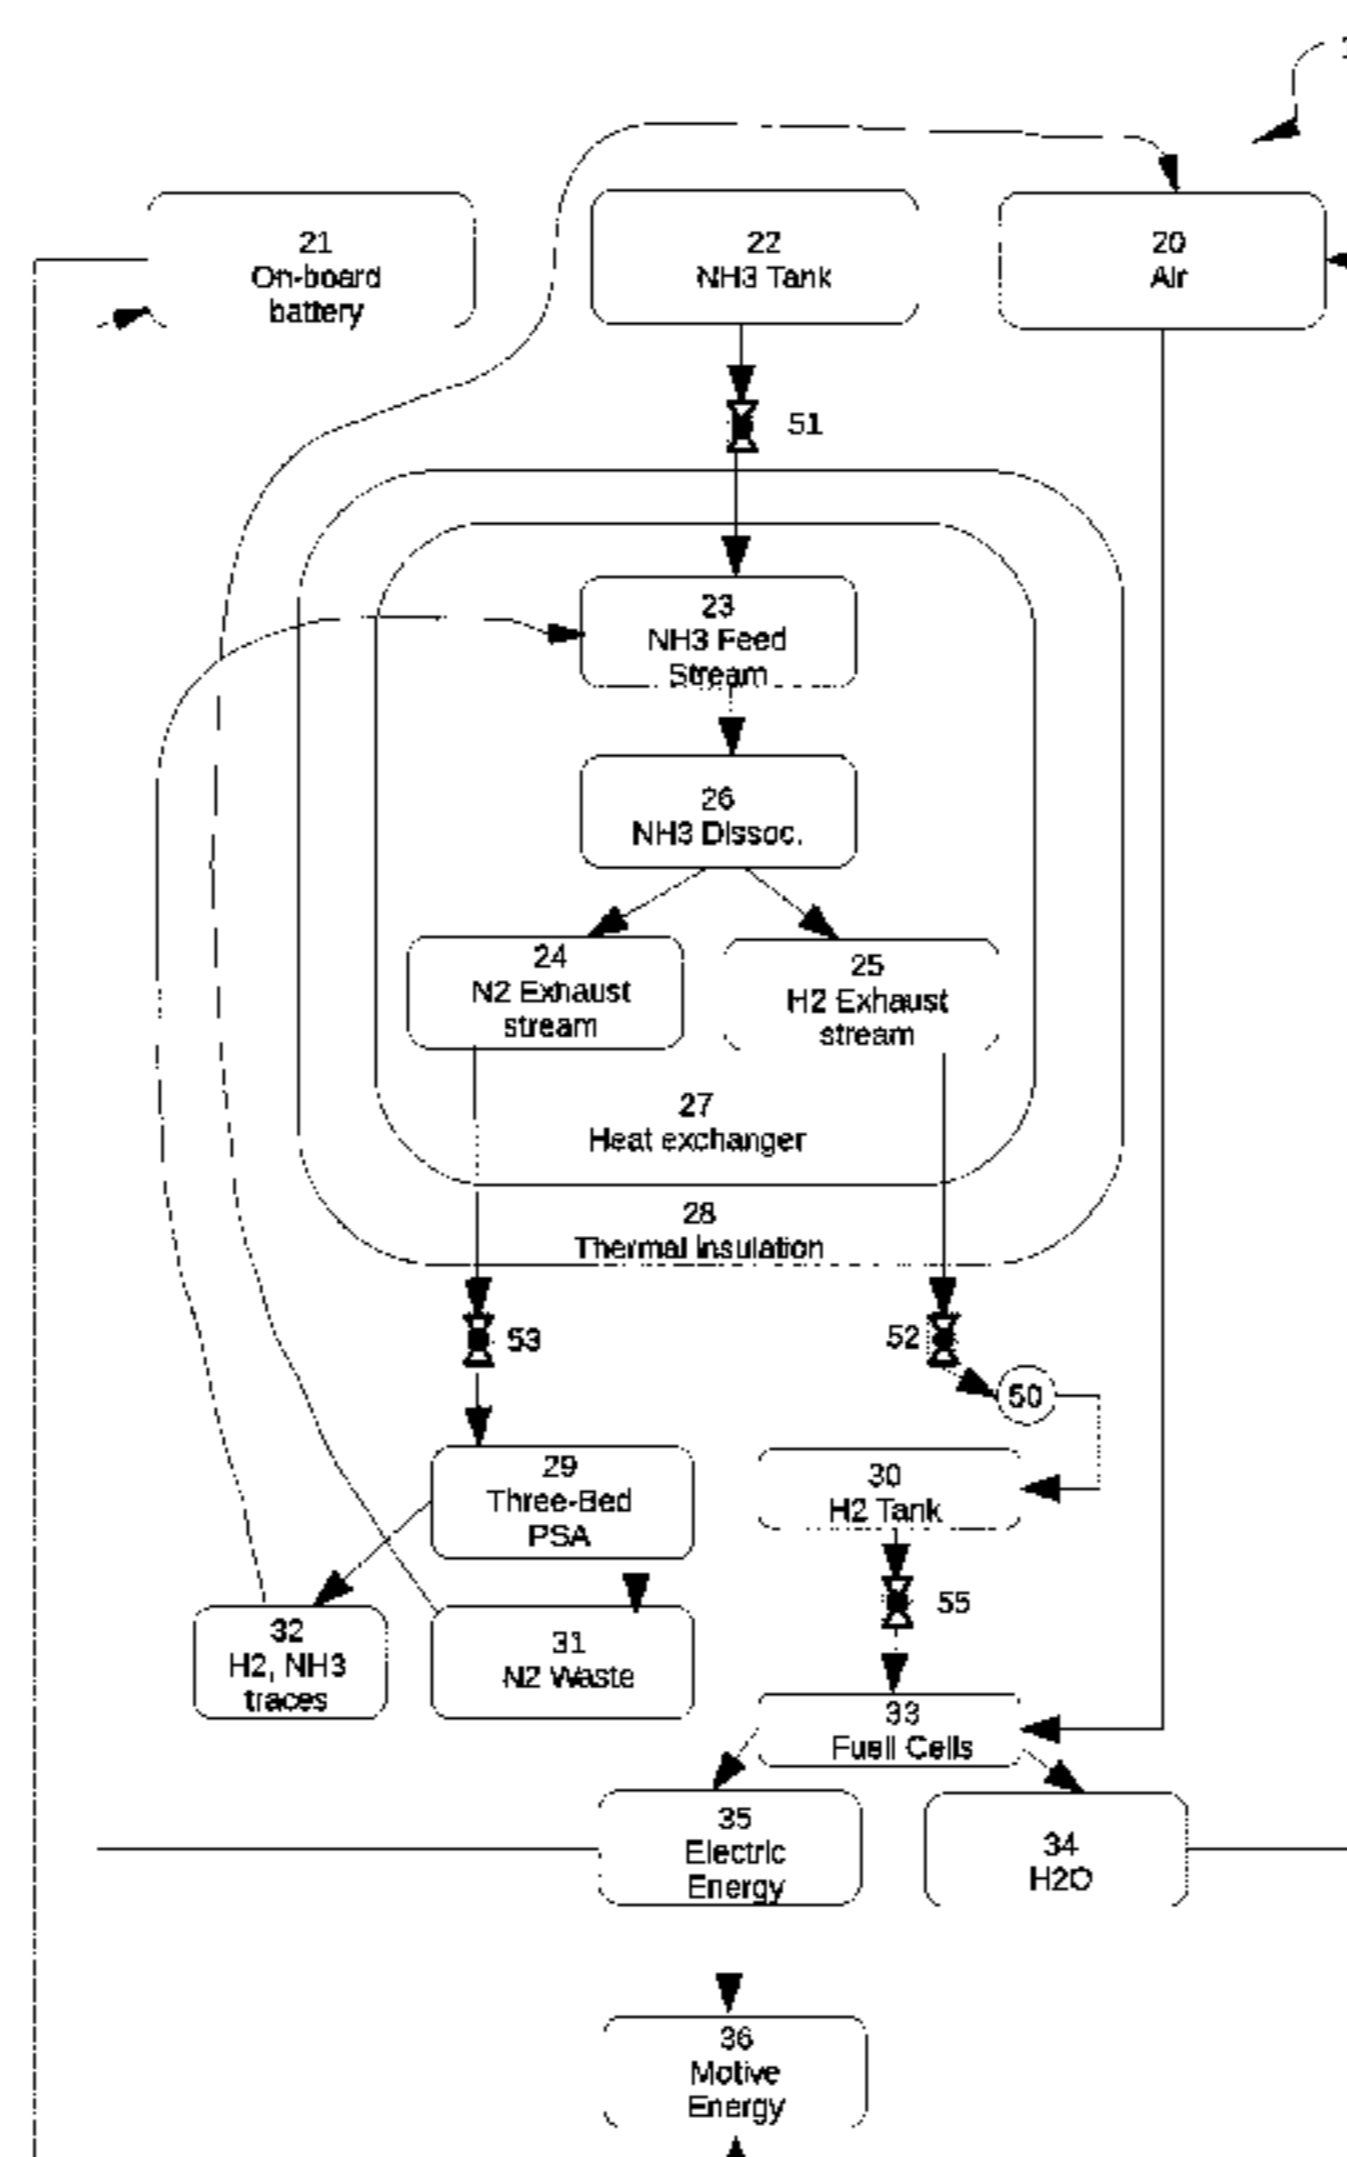 21
On-board
battery
22
NH3 Tank
20
Air
51
23
NH3 Feed
Stream
26
NH3 Dissoc.
24
N2 Exhaust
stream
25
H2 Exhaust
stream
27
Heat exchanger
28
Thermal Insulation
53
52
50
29
Three-Bed
PSA
30
H2 Tank
55
32
H2, NH3
traces
31
N2 Waste
33
Fuell Cells
35
Electric
Energy
34
H2O
36
Motive
Energy